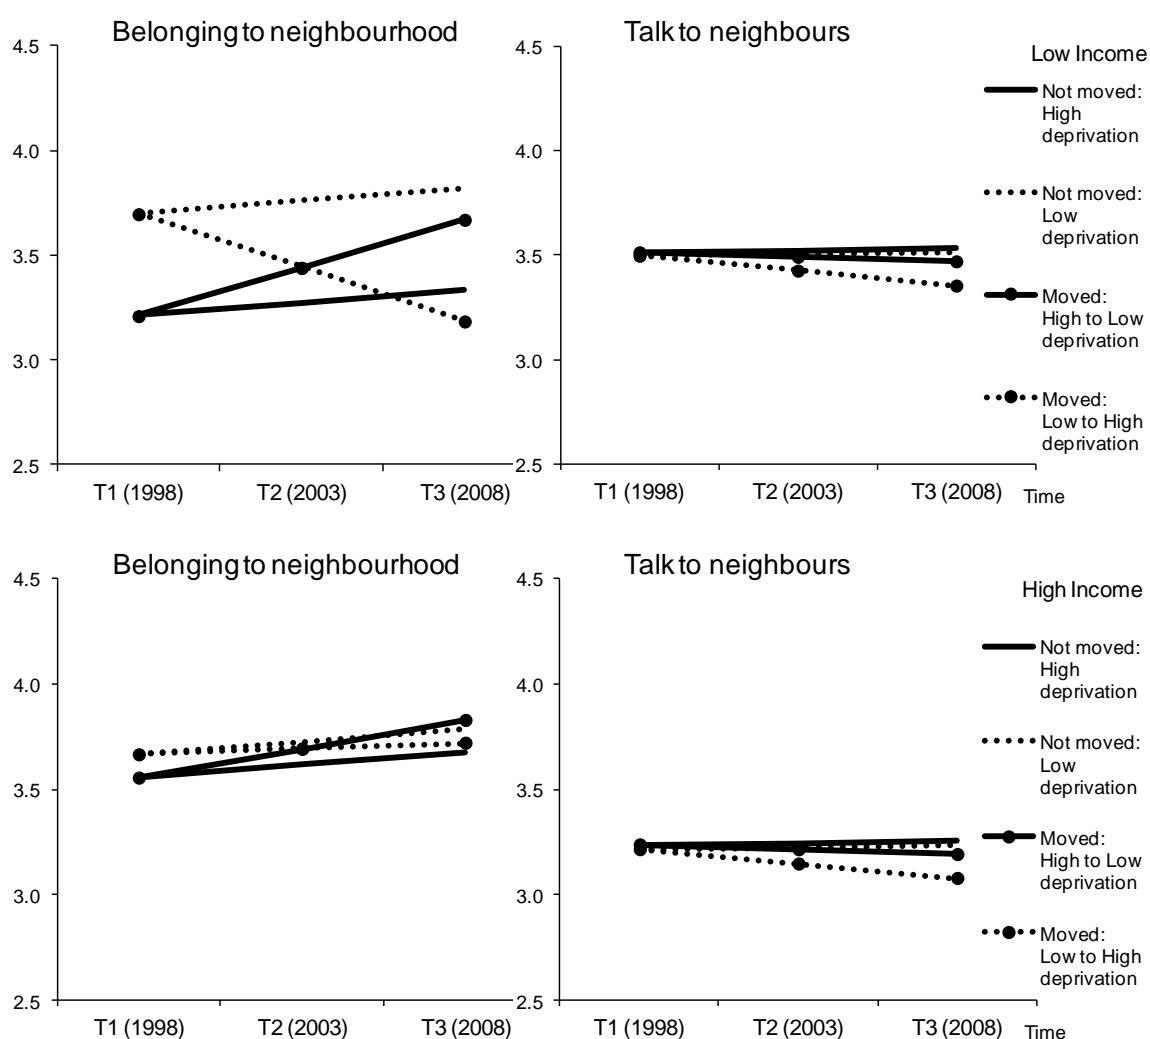 Belonging to neighbourhood
4.5
4.0
3.5
3.0
2.5
T1 (1998)
T2 (2003)
T3 (2008)
Talk to neighbours
4.5
4.0
3.5
3.0
2.5
T1 (1998)
T2 (2003)
T3 (2008)
Time
Low Income
Not moved:
High
deprivation
Not moved:
Low
deprivation
Moved:
High to Low
deprivation
Moved:
Low to High
deprivation
Belonging to neighbourhood
4.5
4.0
3.5
3.0
2.5
T1 (1998)
T2 (2003)
T3 (2008)
Talk to neighbours
4.5
4.0
3.5
3.0
2.5
T1 (1998)
T2 (2003)
T3 (2008)
Time
High Income
Not moved:
High
deprivation
Not moved:
Low
deprivation
Moved:
High to Low
deprivation
Moved:
Low to High
deprivation